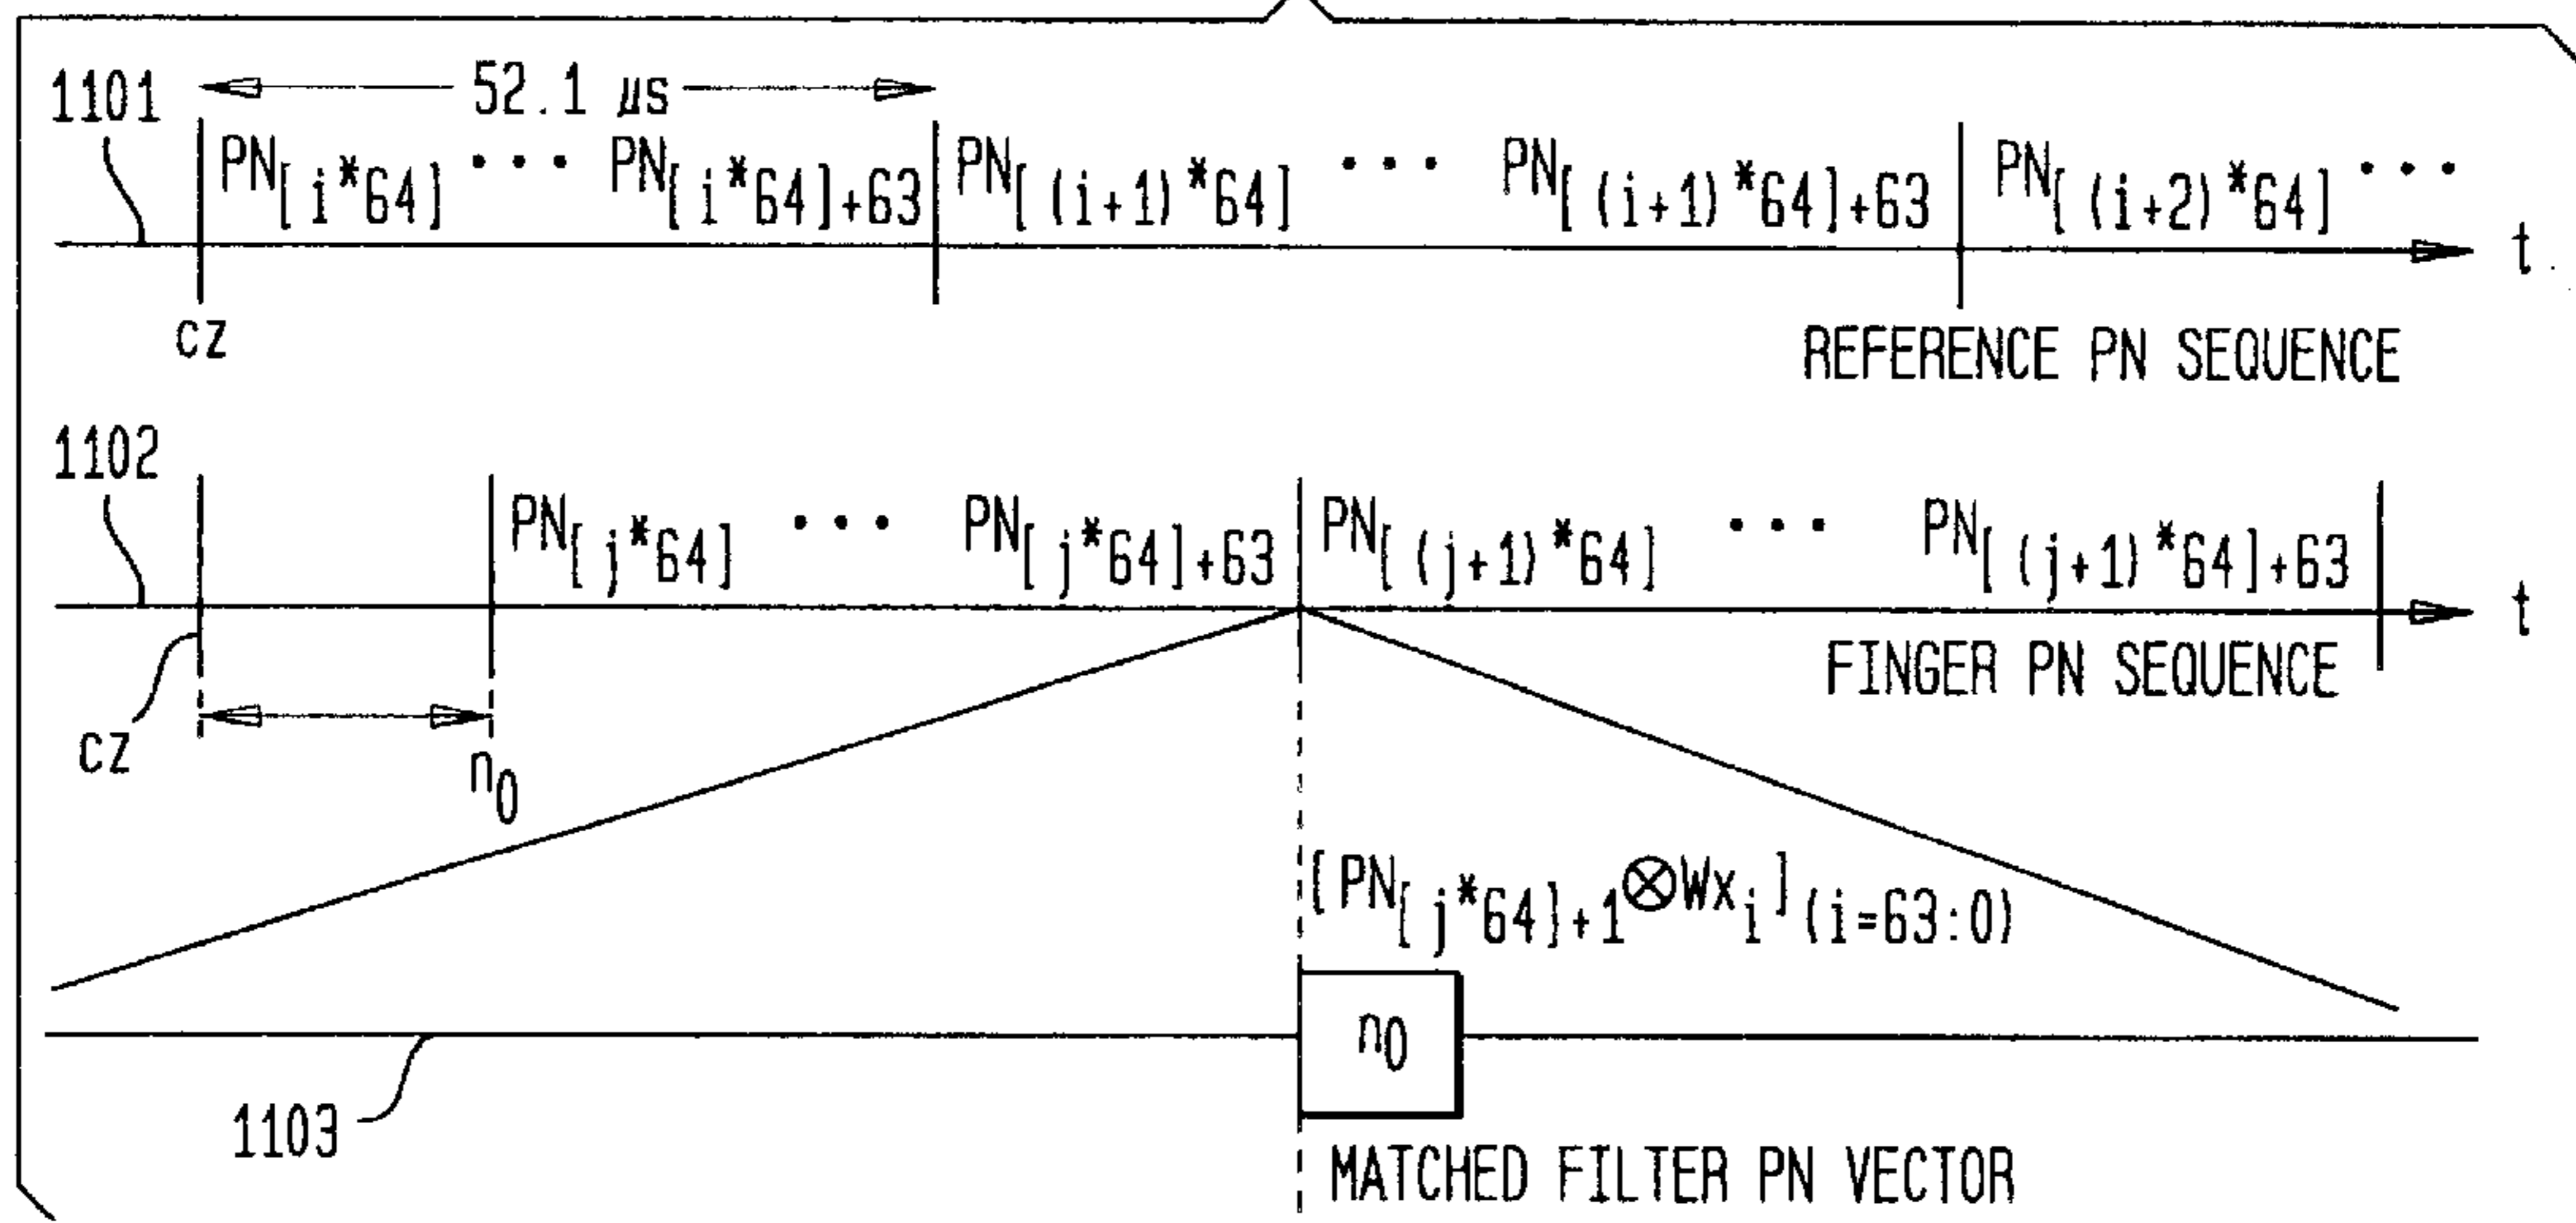 1101
52.1 µs
PN[ i*64] • • • PN[ i*64]+63 PN[ (i+1) *64] • • • PN[ (i+1) *64]+63 PN[ (i+2) *64] • • •
t
cz
REFERENCE PN SEQUENCE
1102
PN[ j*64] • • • PN[ j*64]+63 PN[ (j+1) *64] • • • PN[ (j+1) *64]+63
t
FINGER PN SEQUENCE
cz
n0
[ PN[ j*64]+1⊗Wxi ] (i=63:0)
n0
1103
MATCHED FILTER PN VECTOR